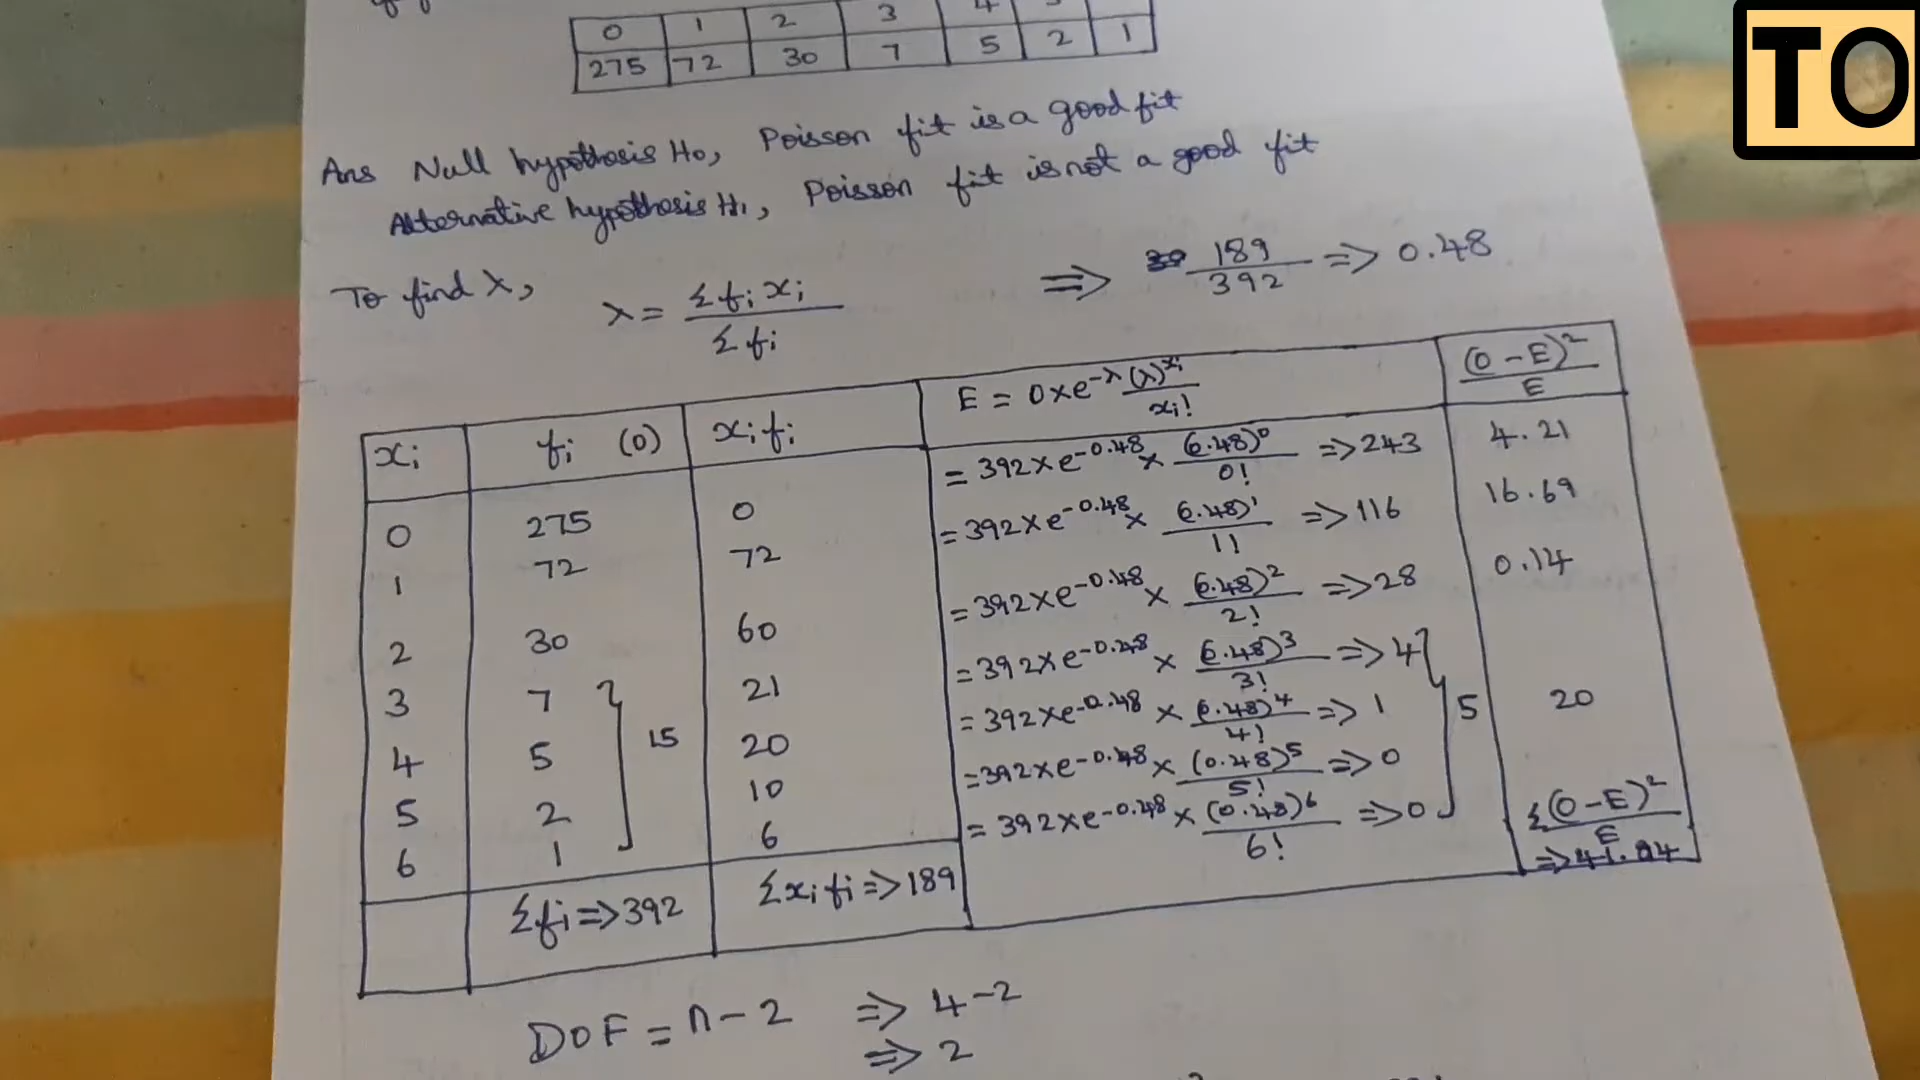 TO
0 1 2 3 4
275 72 30 7 5 2 1
Ans Null hypothesis H₀, Poisson fit is a good fit
Alternative hypothesis H₁, Poisson fit is not a good fit
To find λ, λ = Σfᵢxᵢ / Σfᵢ => 189/392 => 0.48
xᵢ fᵢ (O) xᵢfᵢ E = O×e^-λ (λ)^xᵢ / xᵢ! (O-E)² / E
0 275 0 = 392×e^-0.48 × (0.48)⁰/0! => 243 4.21
1 72 72 = 392×e^-0.48 × (0.48)¹/1! => 116 16.69
2 30 60 = 392×e^-0.48 × (0.48)²/2! => 28 0.14
3 7 21 = 392×e^-0.48 × (0.48)³/3! => 4
4 5 15 20 = 392×e^-0.48 × (0.48)⁴/4! => 1 5 20
5 2 10 = 392×e^-0.48 × (0.48)⁵/5! => 0
6 1 6 = 392×e^-0.48 × (0.48)⁶/6! => 0 Σ(O-E)²/E
=> 41.04
Σfᵢ => 392 Σxᵢfᵢ => 189
DOF = n-2 => 4-2
=> 2